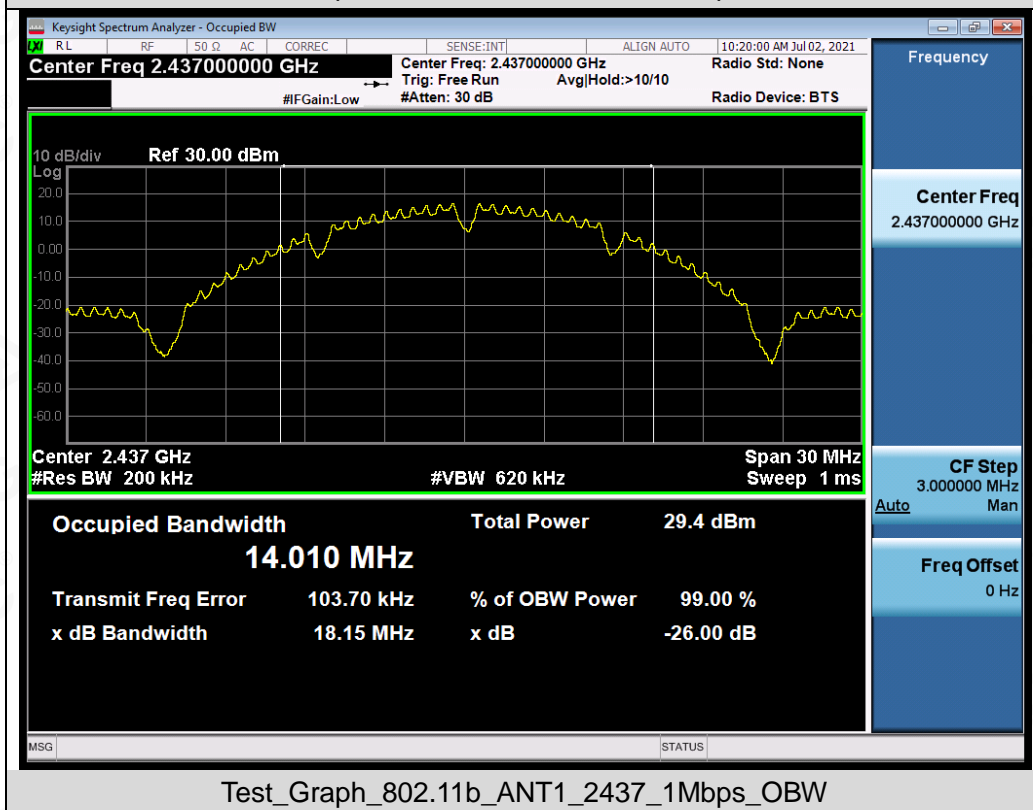 Keysight Spectrum Analyzer - Occupied BW
LXI RL RF 50 Ω AC CORREC SENSE:INT ALIGN AUTO 10:20:00 AM Jul 02, 2021
Center Freq 2.437000000 GHz
Center Freq: 2.437000000 GHz
Radio Std: None
Trig: Free Run Avg|Hold:>10/10
#IFGain:Low
#Atten: 30 dB
Radio Device: BTS
10 dB/div Ref 30.00 dBm
Log
20.0
10.0
0.00
-10.0
-20.0
-30.0
-40.0
-50.0
-60.0
Center 2.437 GHz Span 30 MHz
#Res BW 200 kHz #VBW 620 kHz Sweep 1 ms
Occupied Bandwidth Total Power 29.4 dBm
14.010 MHz
Transmit Freq Error 103.70 kHz % of OBW Power 99.00 %
x dB Bandwidth 18.15 MHz x dB -26.00 dB
MSG STATUS
Frequency
Center Freq
2.437000000 GHz
CF Step
3.000000 MHz
Auto Man
Freq Offset
0 Hz
Test_Graph_802.11b_ANT1_2437_1Mbps_OBW